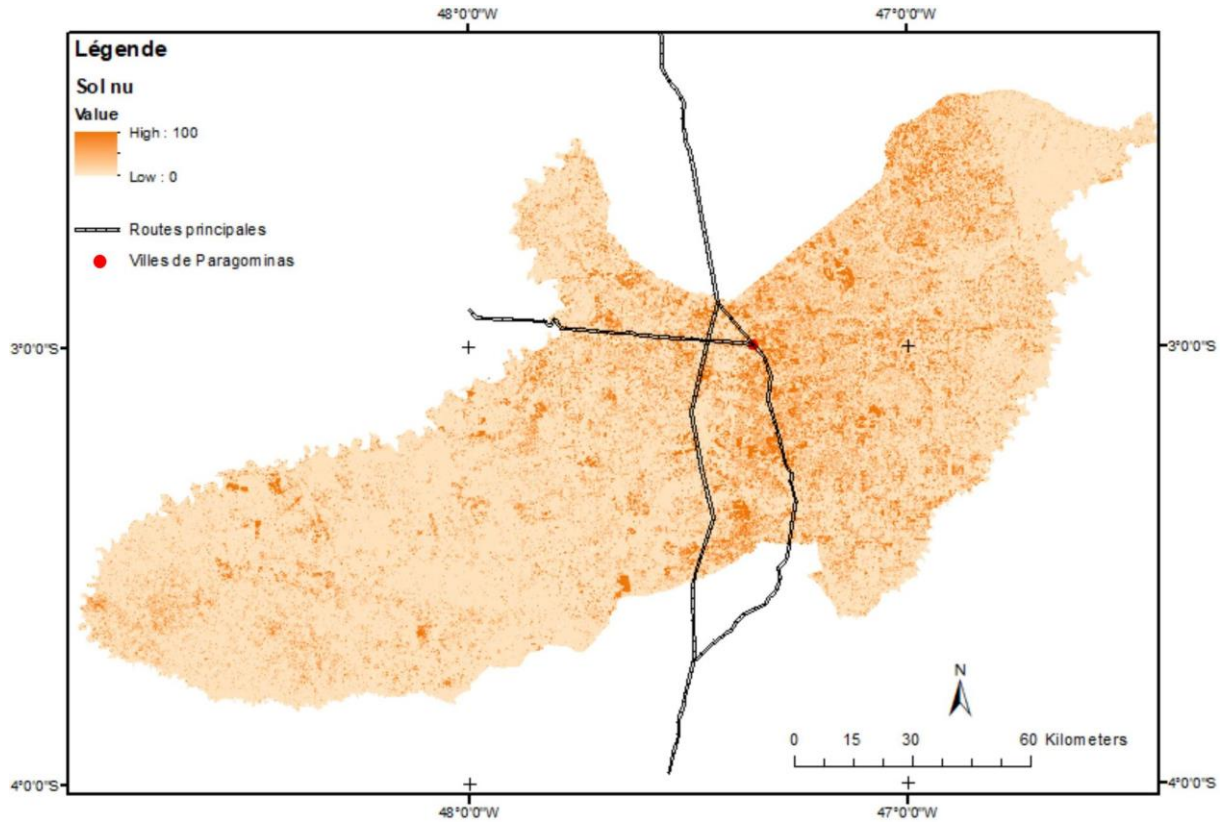 48°0'0"W 47°0'0"W
Légende
Sol nu
Value
High : 100
Low : 0
Routes principales
Villes de Paragominas
3°0'0"S 3°0'0"S
N
0 15 30 60 Kilometers
4°0'0"S 4°0'0"S
48°0'0"W 47°0'0"W